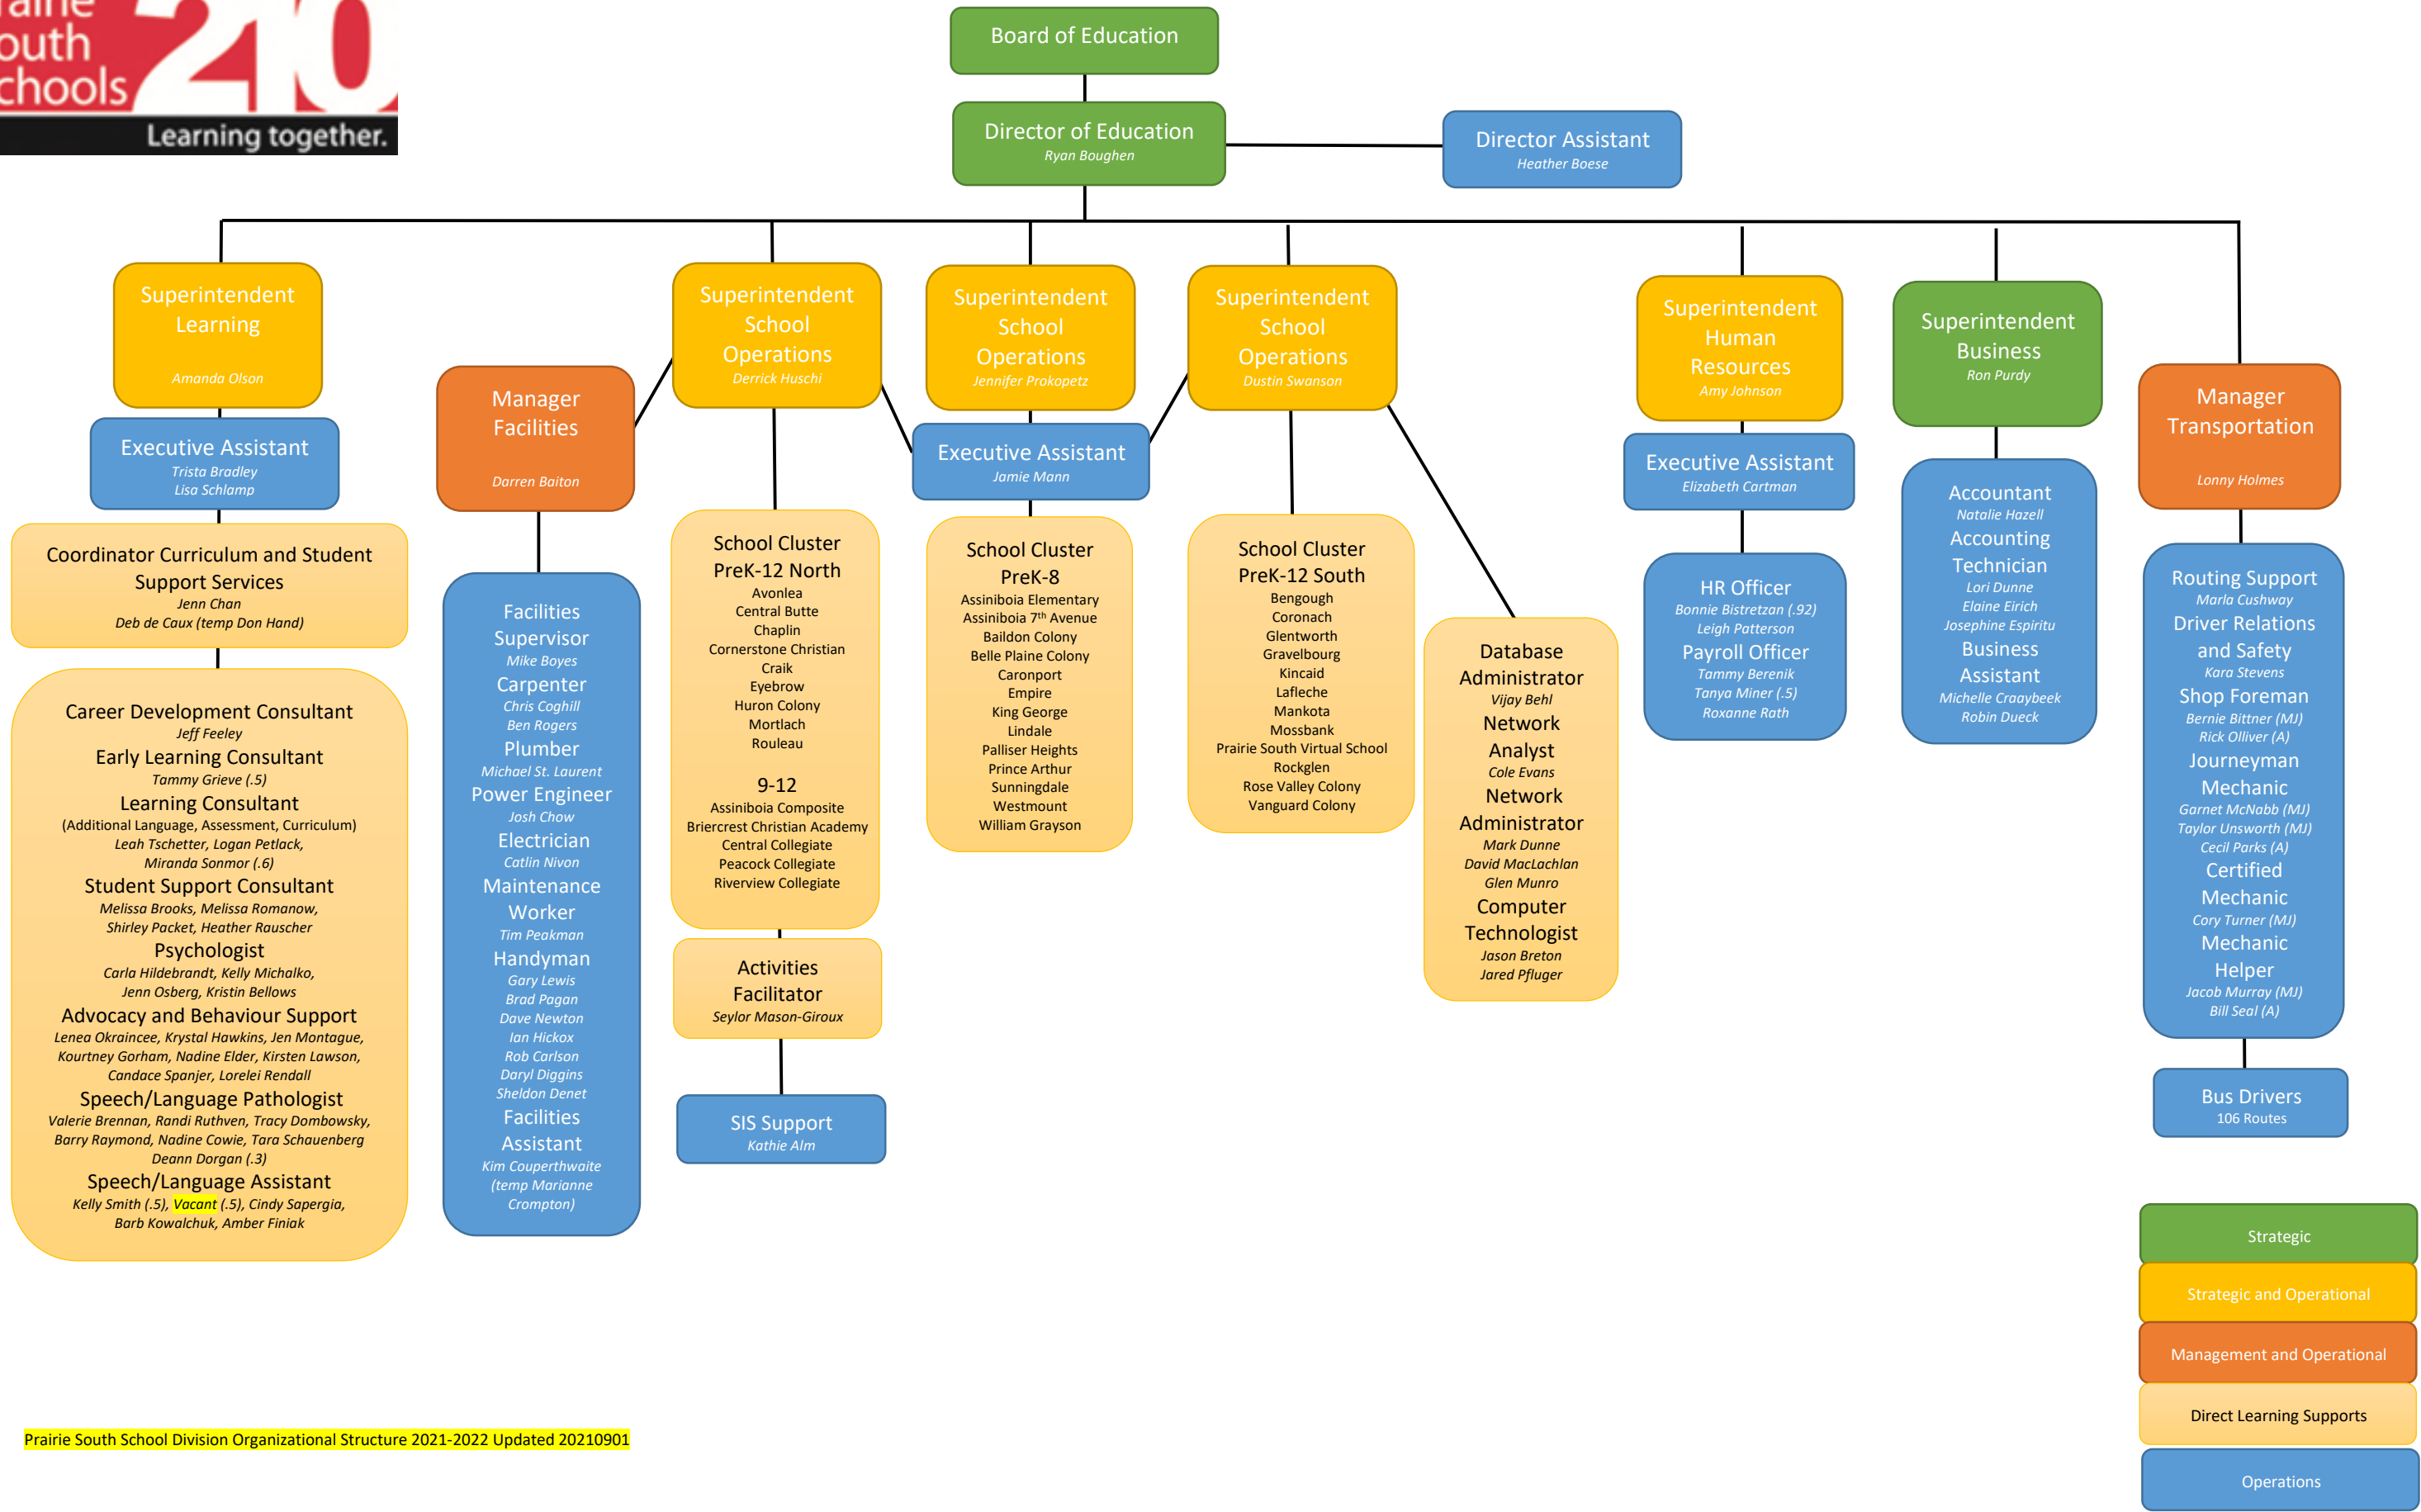 outh
chools
210
Learning together.
Board of Education
Director of Education
Ryan Boughen
Director Assistant
Heather Boese
Superintendent
Learning
Amanda Olson
Executive Assistant
Trista Bradley
Lisa Schlamp
Coordinator Curriculum and Student
Support Services
Jenn Chan
Deb de Caux (temp Don Hand)
Career Development Consultant
Jeff Feeley
Early Learning Consultant
Tammy Grieve (.5)
Learning Consultant
(Additional Language, Assessment, Curriculum)
Leah Tschetter, Logan Petlack,
Miranda Sonmor (.6)
Student Support Consultant
Melissa Brooks, Melissa Romanow,
Shirley Packet, Heather Rauscher
Psychologist
Carla Hildebrandt, Kelly Michalko,
Jenn Osberg, Kristin Bellows
Advocacy and Behaviour Support
Lenea Okraincee, Krystal Hawkins, Jen Montague,
Kourtney Gorham, Nadine Elder, Kirsten Lawson,
Candace Spanjer, Lorelei Rendall
Speech/Language Pathologist
Valerie Brennan, Randi Ruthven, Tracy Dombowsky,
Barry Raymond, Nadine Cowie, Tara Schauenberg
Deann Dorgan (.3)
Speech/Language Assistant
Kelly Smith (.5), Vacant (.5), Cindy Sapergia,
Barb Kowalchuk, Amber Finiak
Manager
Facilities
Darren Baiton
Facilities
Supervisor
Mike Boyes
Carpenter
Chris Coghill
Ben Rogers
Plumber
Michael St. Laurent
Power Engineer
Josh Chow
Electrician
Catlin Nivon
Maintenance
Worker
Tim Peakman
Handyman
Gary Lewis
Brad Pagan
Dave Newton
Ian Hickox
Rob Carlson
Daryl Diggins
Sheldon Denet
Facilities
Assistant
Kim Couperthwaite
(temp Marianne
Crompton)
Superintendent
School
Operations
Derrick Huschi
School Cluster
PreK-12 North
Avonlea
Central Butte
Chaplin
Cornerstone Christian
Craik
Eyebrow
Huron Colony
Mortlach
Rouleau
9-12
Assiniboia Composite
Briercrest Christian Academy
Central Collegiate
Peacock Collegiate
Riverview Collegiate
Activities
Facilitator
Seylor Mason-Giroux
SIS Support
Kathie Alm
Superintendent
School
Operations
Jennifer Prokopetz
Executive Assistant
Jamie Mann
School Cluster
PreK-8
Assiniboia Elementary
Assiniboia 7th Avenue
Baildon Colony
Belle Plaine Colony
Caronport
Empire
King George
Lindale
Palliser Heights
Prince Arthur
Sunningdale
Westmount
William Grayson
Superintendent
School
Operations
Dustin Swanson
School Cluster
PreK-12 South
Bengough
Coronach
Glentworth
Gravelbourg
Kincaid
Lafleche
Mankota
Mossbank
Prairie South Virtual School
Rockglen
Rose Valley Colony
Vanguard Colony
Database
Administrator
Vijay Behl
Network
Analyst
Cole Evans
Network
Administrator
Mark Dunne
David MacLachlan
Glen Munro
Computer
Technologist
Jason Breton
Jared Pfluger
Superintendent
Human
Resources
Amy Johnson
Executive Assistant
Elizabeth Cartman
HR Officer
Bonnie Bistretzan (.92)
Leigh Patterson
Payroll Officer
Tammy Berenik
Tanya Miner (.5)
Roxanne Rath
Superintendent
Business
Ron Purdy
Accountant
Natalie Hazell
Accounting
Technician
Lori Dunne
Elaine Eirich
Josephine Espiritu
Business
Assistant
Michelle Craaybeek
Robin Dueck
Manager
Transportation
Lonny Holmes
Routing Support
Marla Cushway
Driver Relations
and Safety
Kara Stevens
Shop Foreman
Bernie Bittner (MJ)
Rick Olliver (A)
Journeyman
Mechanic
Garnet McNabb (MJ)
Taylor Unsworth (MJ)
Cecil Parks (A)
Certified
Mechanic
Cory Turner (MJ)
Mechanic
Helper
Jacob Murray (MJ)
Bill Seal (A)
Bus Drivers
106 Routes
Strategic
Strategic and Operational
Management and Operational
Direct Learning Supports
Operations
Prairie South School Division Organizational Structure 2021-2022 Updated 20210901